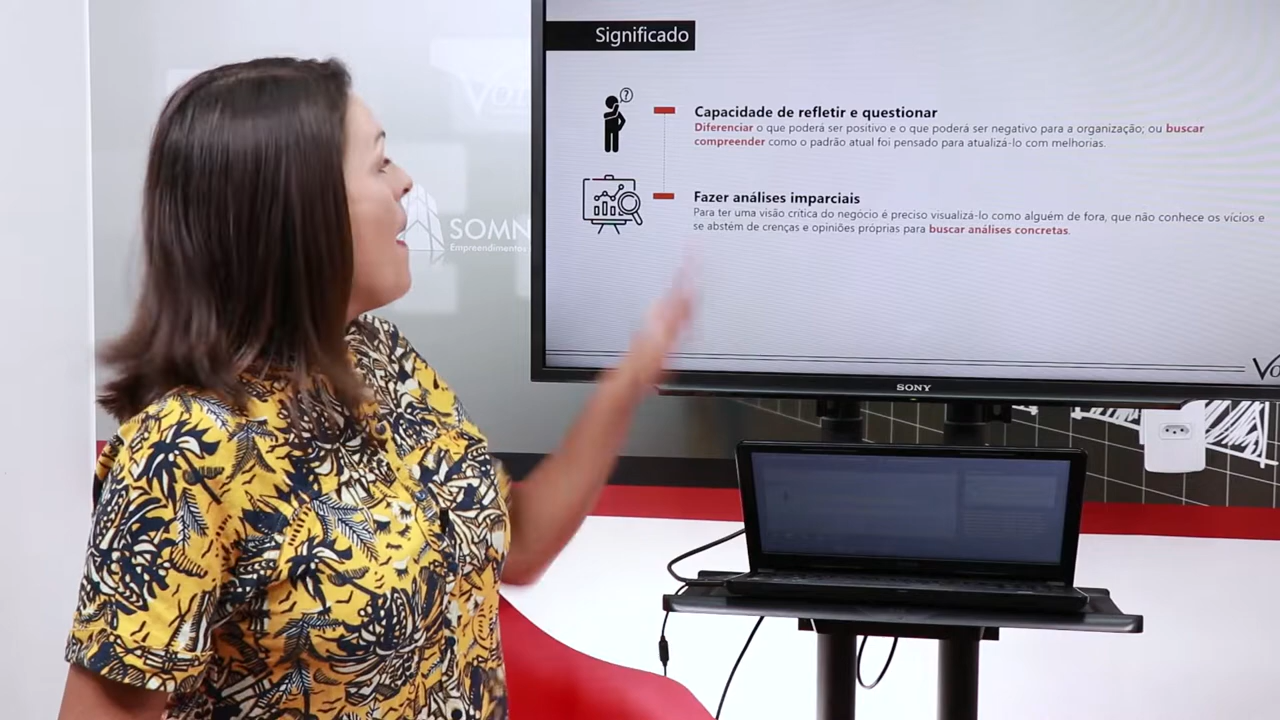 Significado
?
Capacidade de refletir e questionar
Diferenciar o que poderá ser positivo e o que poderá ser negativo para a organização; ou buscar
compreender como o padrão atual foi pensado para atualizá-lo com melhorias.
Fazer análises imparciais
Para ter uma visão crítica do negócio é preciso visualizá-lo como alguém de fora, que não conhece os vícios e
se abstém de crenças e opiniões próprias para buscar análises concretas.
SOMN
Empreendimentos
Vo
SONY